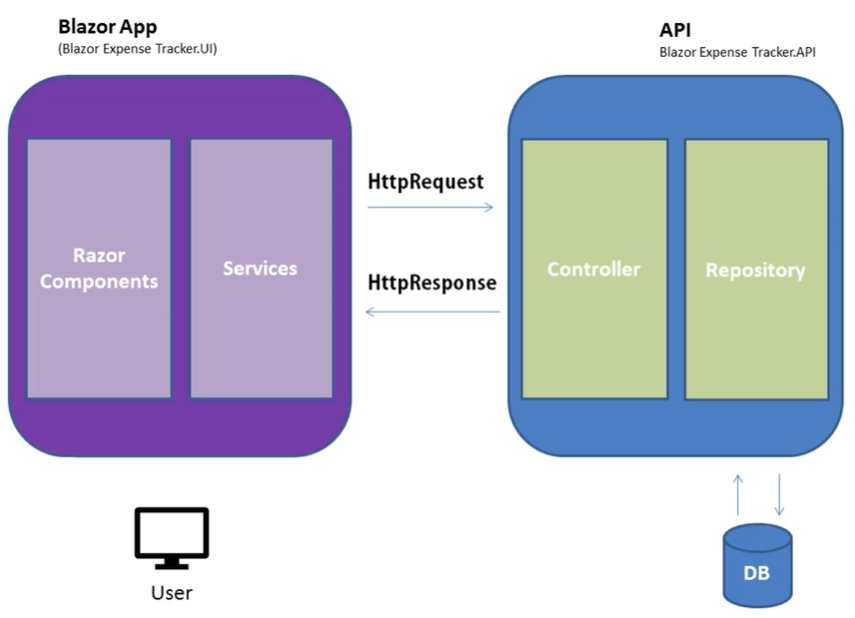 Blazor App
(Blazor Expense Tracker.UI)
API
Blazor Expense Tracker.API
Razor
Components
Services
HttpRequest
HttpResponse
Controller
Repository
User
DB